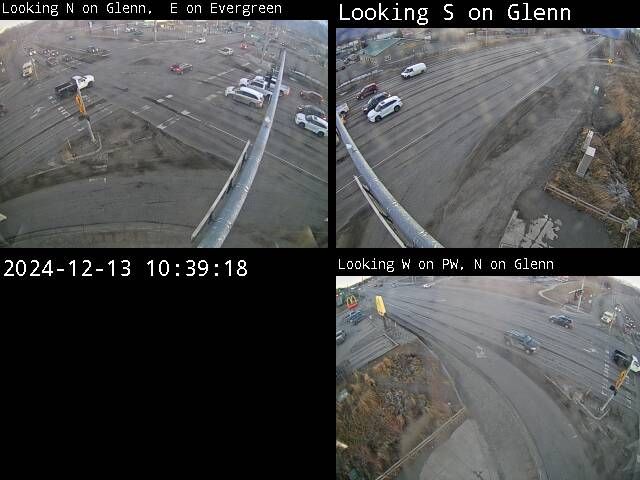 Looking N on Glenn,  E on Evergreen
Looking S on Glenn
2024-12-13 10:39:18
Looking W on PW, N on Glenn